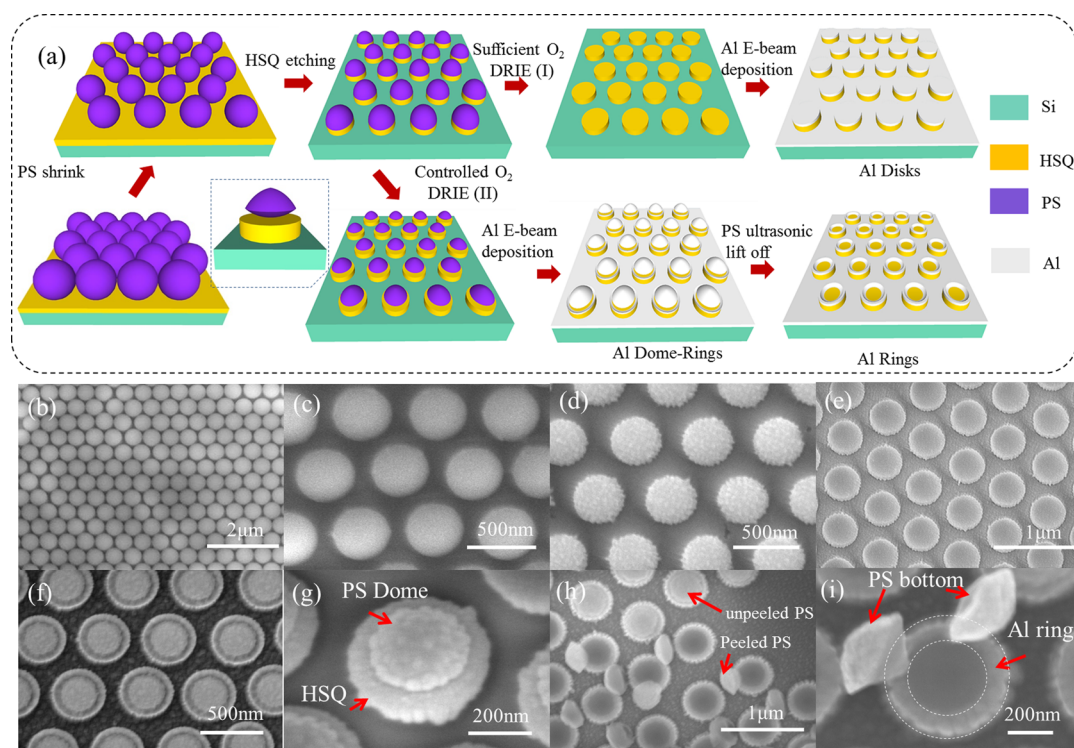 (a)
HSQ etching
Sufficient O2
DRIE (I)
Al E-beam
deposition
Si
HSQ
PS
Al
PS shrink
Controlled O2
DRIE (II)
Al Disks
Al E-beam
deposition
PS ultrasonic
lift off
Al Dome-Rings
Al Rings
(b)
2μm
(c)
500nm
(d)
500nm
(e)
1μm
(f)
500nm
(g)
PS Dome
HSQ
200nm
(h)
unpeeled PS
Peeled PS
1μm
(i)
PS bottom
Al ring
200nm